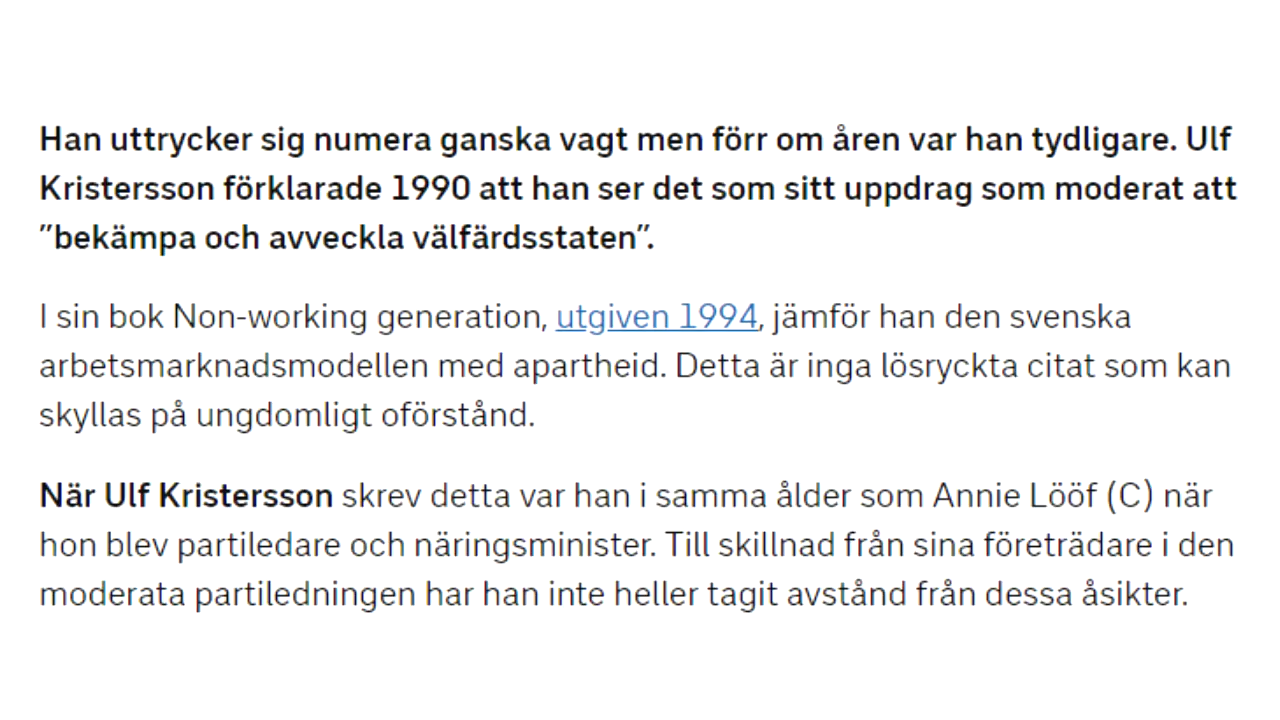 Han uttrycker sig numera ganska vagt men förr om åren var han tydligare. Ulf
Kristersson förklarade 1990 att han ser det som sitt uppdrag som moderat att
”bekämpa och avveckla välfärdsstaten”.
I sin bok Non-working generation, utgiven 1994, jämför han den svenska
arbetsmarknadsmodellen med apartheid. Detta är inga lösryckta citat som kan
skyllas på ungdomligt oförstånd.
När Ulf Kristersson skrev detta var han i samma ålder som Annie Lööf (C) när
hon blev partiledare och näringsminister. Till skillnad från sina företrädare i den
moderata partiledningen har han inte heller tagit avstånd från dessa åsikter.